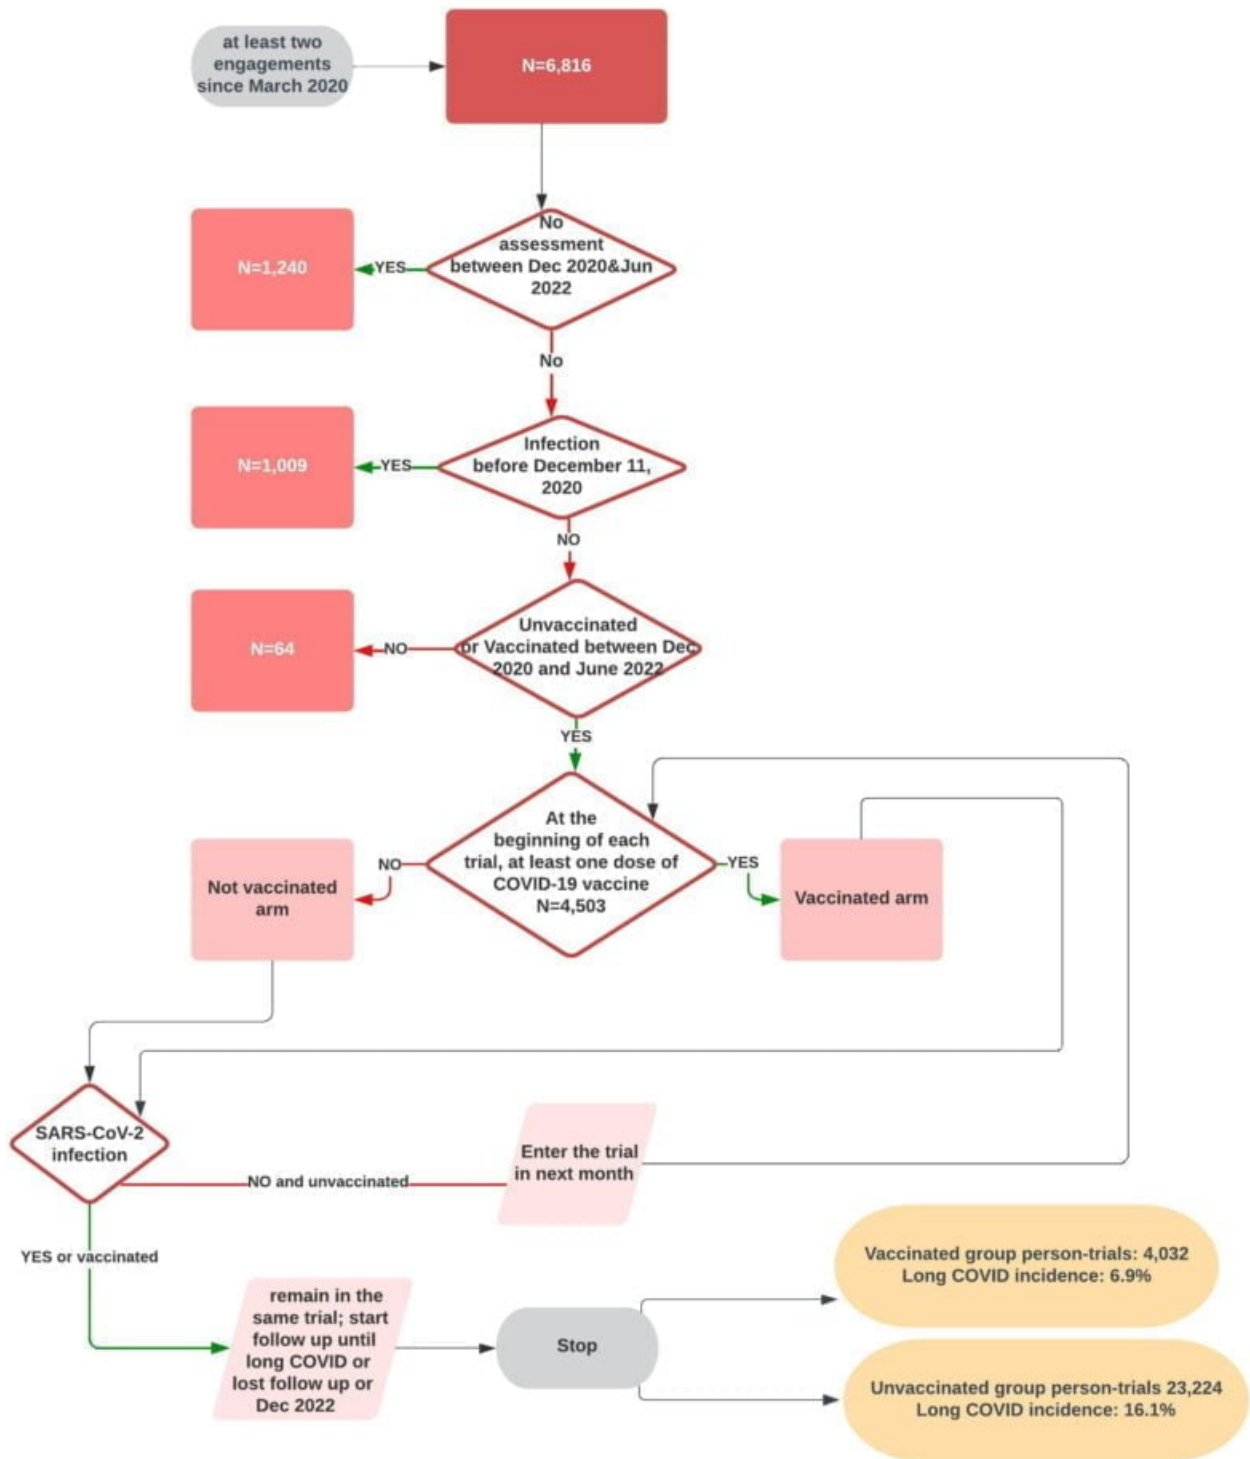 at least two
engagements
since March 2020
N=6,816
No
assessment
between Dec 2020&Jun
2022
YES
N=1,240
No
Infection
before December 11,
2020
YES
N=1,009
NO
Unvaccinated
or Vaccinated between Dec
2020 and June 2022
NO
N=64
YES
At the
beginning of each
trial, at least one dose of
COVID-19 vaccine
N=4,503
NO
YES
Not vaccinated
arm
Vaccinated arm
SARS-CoV-2
infection
NO and unvaccinated
Enter the trial
in next month
YES or vaccinated
remain in the
same trial; start
follow up until
long COVID or
lost follow up or
Dec 2022
Stop
Vaccinated group person-trials: 4,032
Long COVID incidence: 6.9%
Unvaccinated group person-trials 23,224
Long COVID incidence: 16.1%